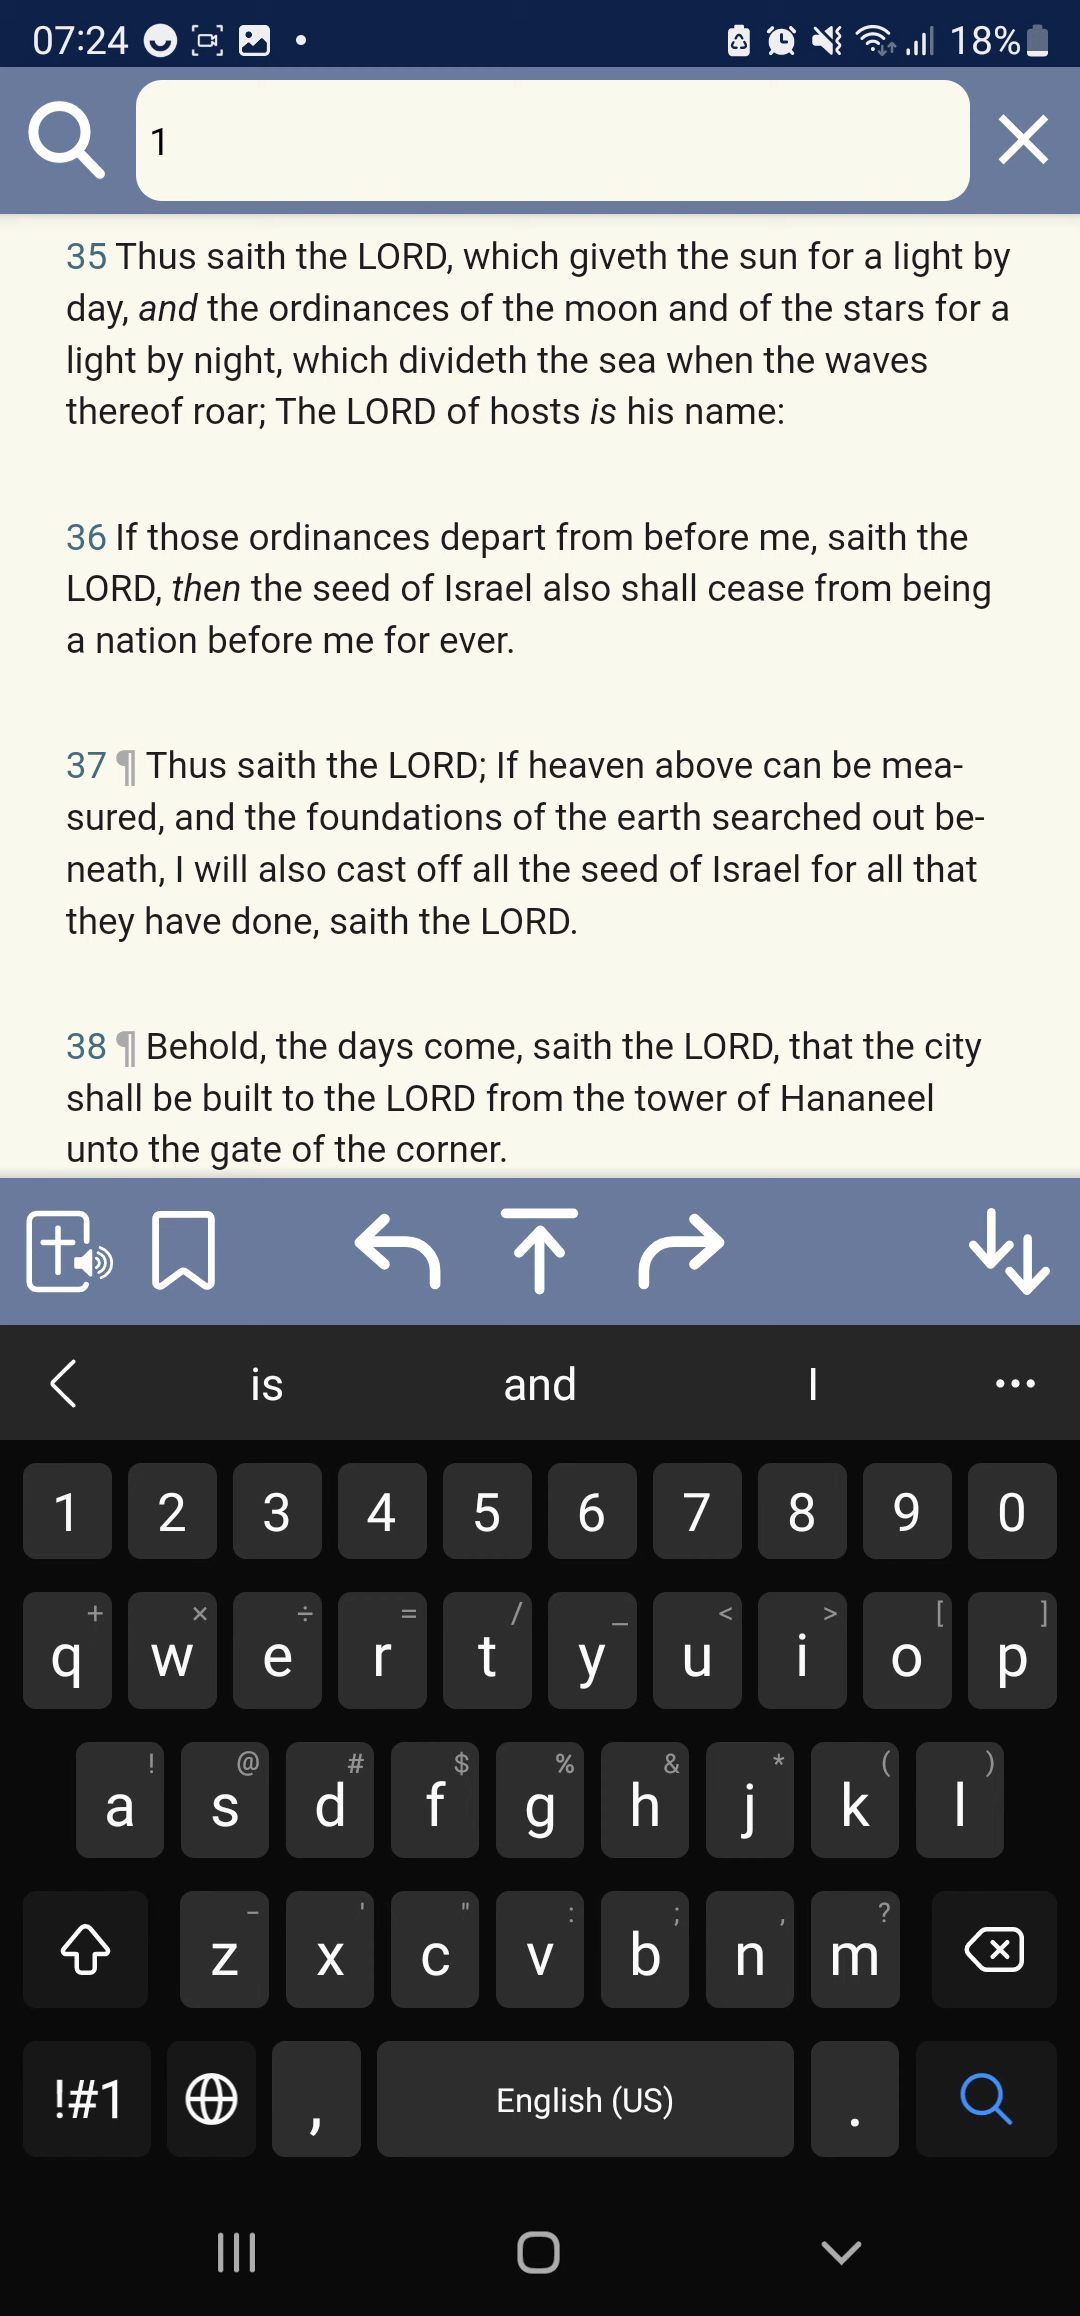 07:24 18%
1
35 Thus saith the LORD, which giveth the sun for a light by
day, and the ordinances of the moon and of the stars for a
light by night, which divideth the sea when the waves
thereof roar; The LORD of hosts is his name:
36 If those ordinances depart from before me, saith the
LORD, then the seed of Israel also shall cease from being
a nation before me for ever.
37 ¶ Thus saith the LORD; If heaven above can be mea-
sured, and the foundations of the earth searched out be-
neath, I will also cast off all the seed of Israel for all that
they have done, saith the LORD.
38 ¶ Behold, the days come, saith the LORD, that the city
shall be built to the LORD from the tower of Hananeel
unto the gate of the corner.
is and I ...
1 2 3 4 5 6 7 8 9 0
+ × ÷ = / _ < > [ ]
q w e r t y u i o p
! @ # $ % & * ( )
a s d f g h j k l
- ' " : ; , ?
z x c v b n m
!#1 , English (US) .